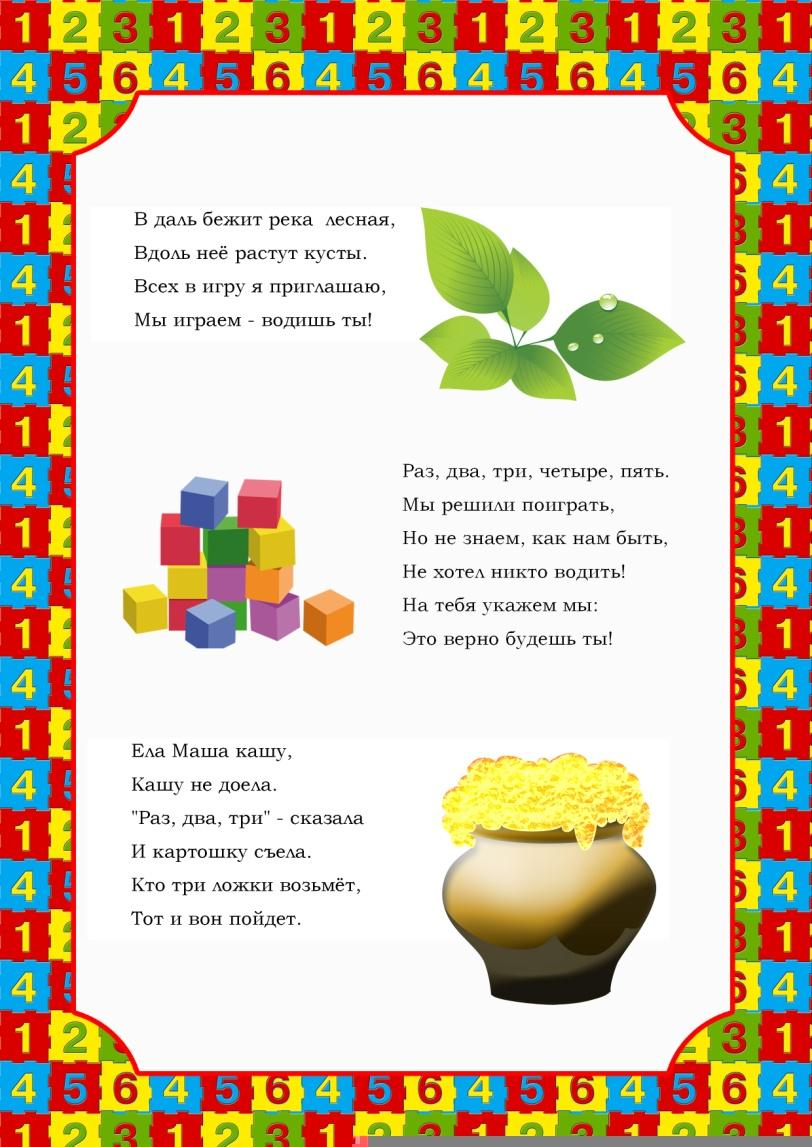 В даль бежит река  лесная,
Вдоль неё растут кусты.
Всех в игру я приглашаю,
Мы играем - водишь ты!
Раз, два, три, четыре, пять.
Мы решили поиграть,
Но не знаем, как нам быть,
Не хотел никто водить!
На тебя укажем мы:
Это верно будешь ты!
Ела Маша кашу,
Кашу не доела.
"Раз, два, три" - сказала
И картошку съела.
Кто три ложки возьмёт,
Тот и вон пойдет.